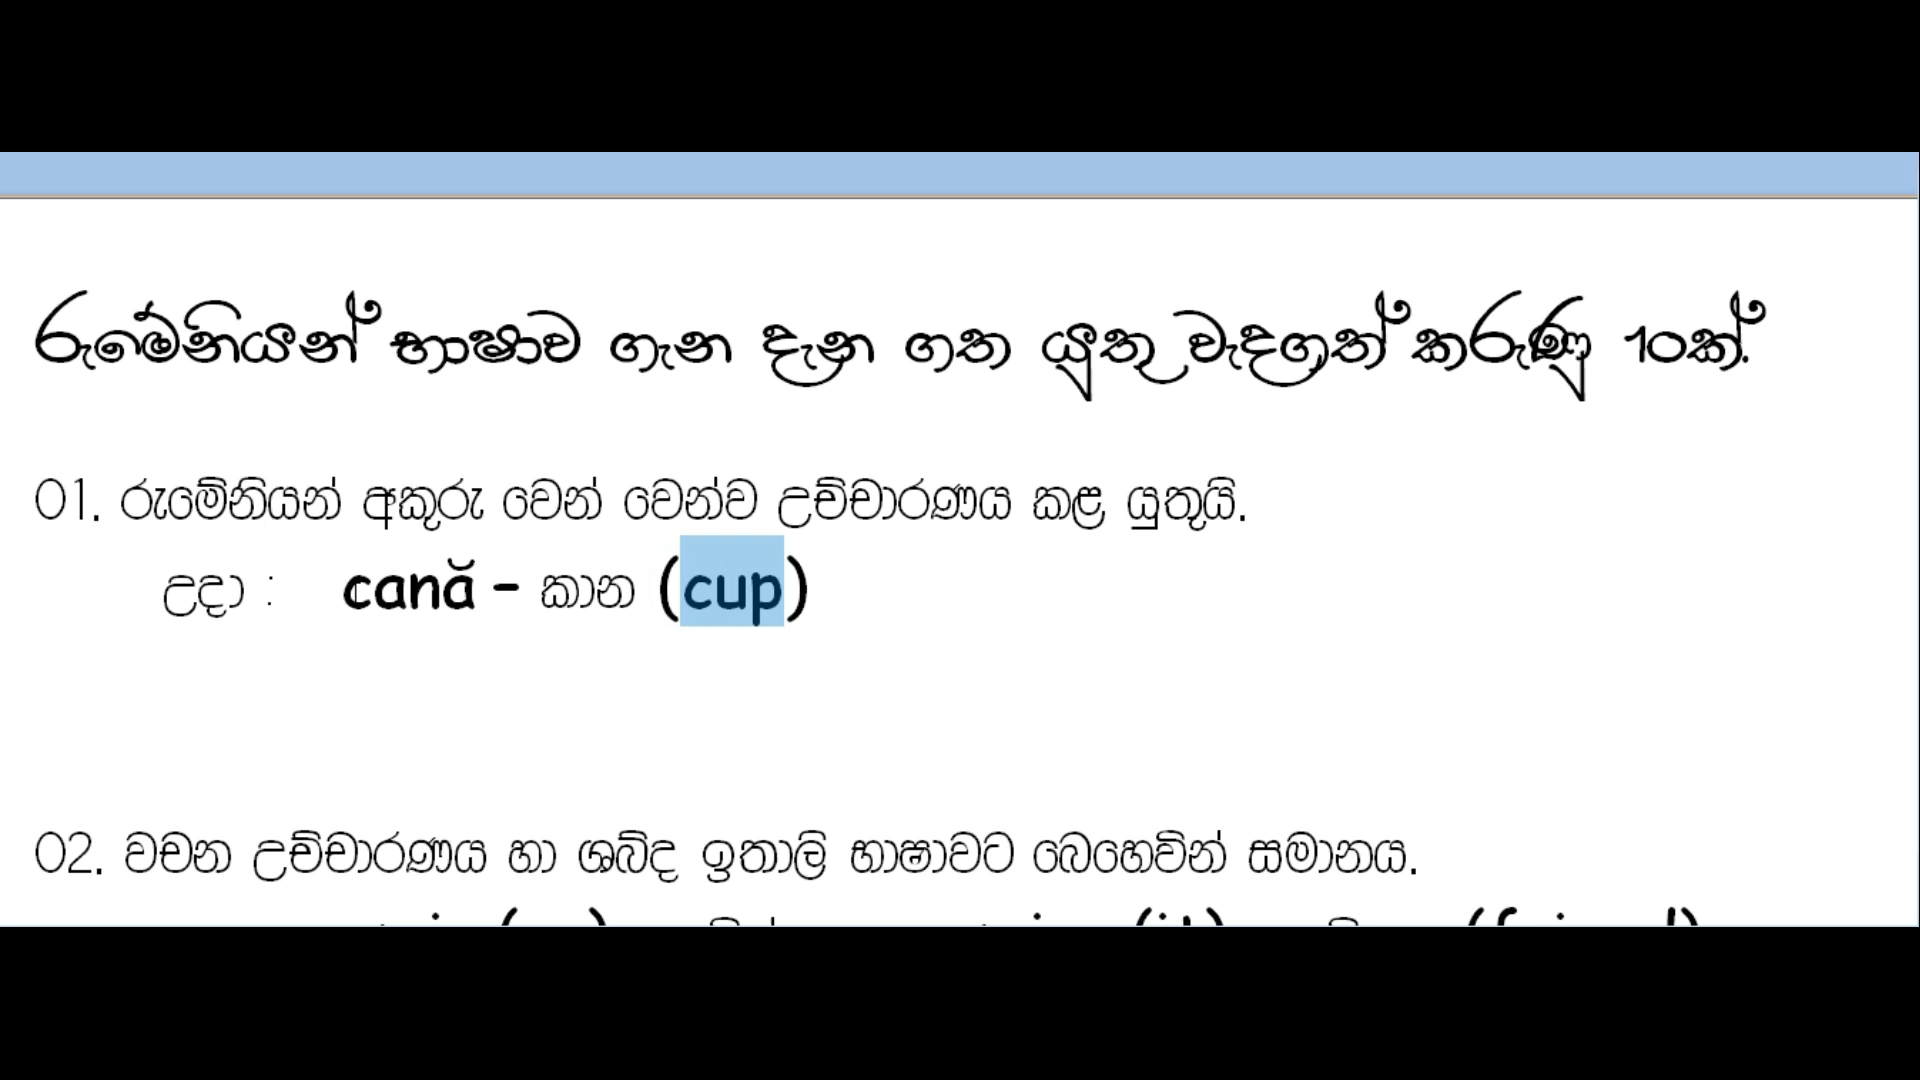 රුමේනියන් භාෂාව ගැන දැන ගත යුතු වැදගත් කරුණු 10ක්.
01. රුමේනියන් අකුරු වෙන් වෙන්ව උච්චාරණය කළ යුතුයි.
උදා : cană - කාන (cup)
02. වචන උච්චාරණය හා ශබ්ද ඉතාලි භාෂාවට බෙහෙවින් සමානය.